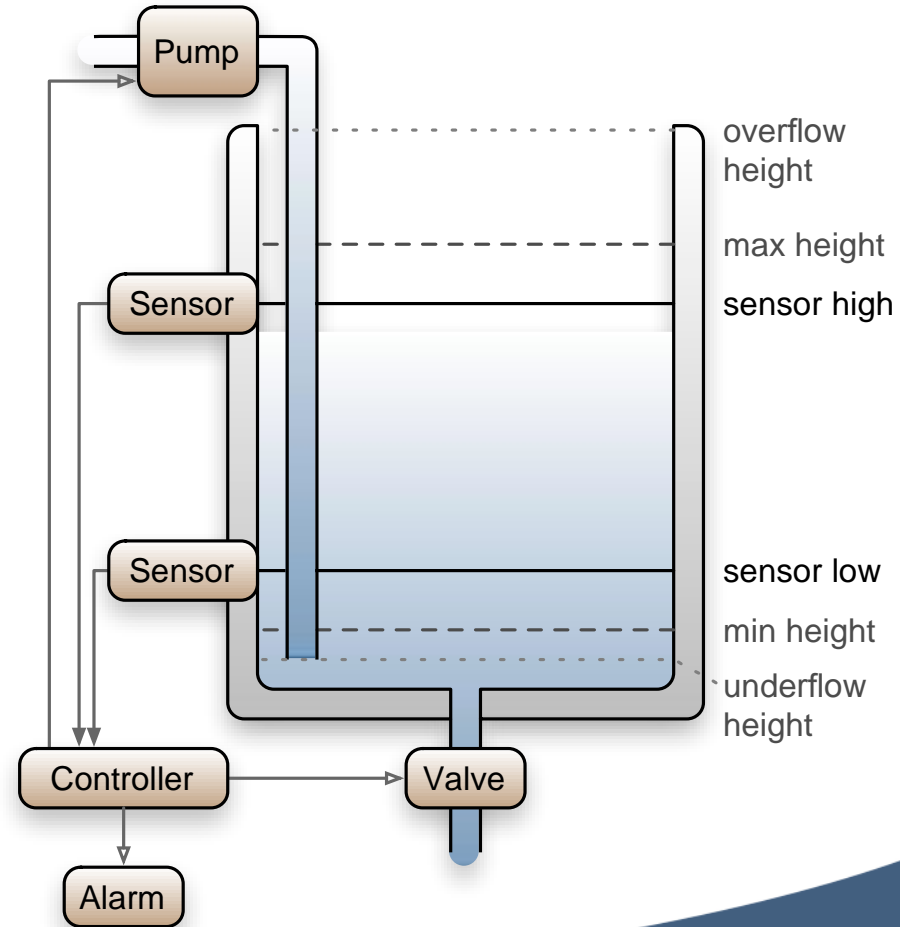 Pump
overflow
height
max height
Sensor
sensor high
Sensor
sensor low
min height
underflow
height
Controller
Valve
Alarm